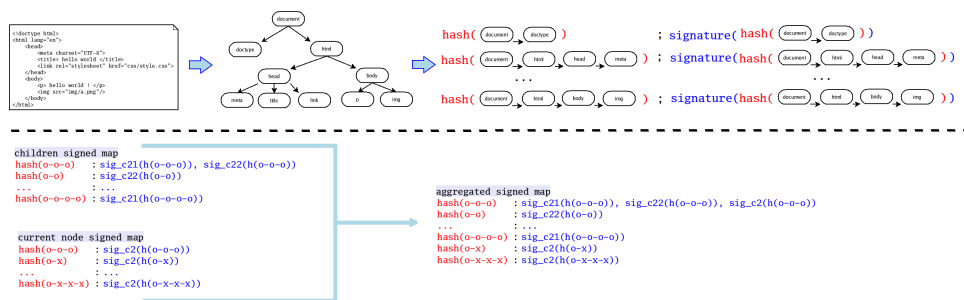 <!doctype html>
<html lang="en">
<head>
<meta charset="UTF-8">
<title> hello world </title>
<link rel="stylesheet" href="css/style.css">
</head>
<body>
<p> hello world ! </p>
<img src="img/a.png"/>
</body>
</html>
document
doctype html
head body
meta title link p img
hash( document doctype ) ; signature(hash( document doctype ))
hash( document html head meta ) ; signature(hash( document html head meta ))
... ...
hash( document html body img ) ; signature(hash( document html body img ))
children signed map
hash(o-o-o) : sig_c21(h(o-o-o)), sig_c22(h(o-o-o))
hash(o-o) : sig_c22(h(o-o))
... : ...
hash(o-o-o-o) : sig_c21(h(o-o-o-o))
current node signed map
hash(o-o-o) : sig_c2(h(o-o-o))
hash(o-x) : sig_c2(h(o-x))
... : ...
hash(o-x-x-x) : sig_c2(h(o-x-x-x))
aggregated signed map
hash(o-o-o) : sig_c21(h(o-o-o)), sig_c22(h(o-o-o)), sig_c2(h(o-o-o))
hash(o-o) : sig_c22(h(o-o))
... : ...
hash(o-o-o-o) : sig_c21(h(o-o-o-o))
hash(o-x) : sig_c2(h(o-x))
hash(o-x-x-x) : sig_c2(h(o-x-x-x))